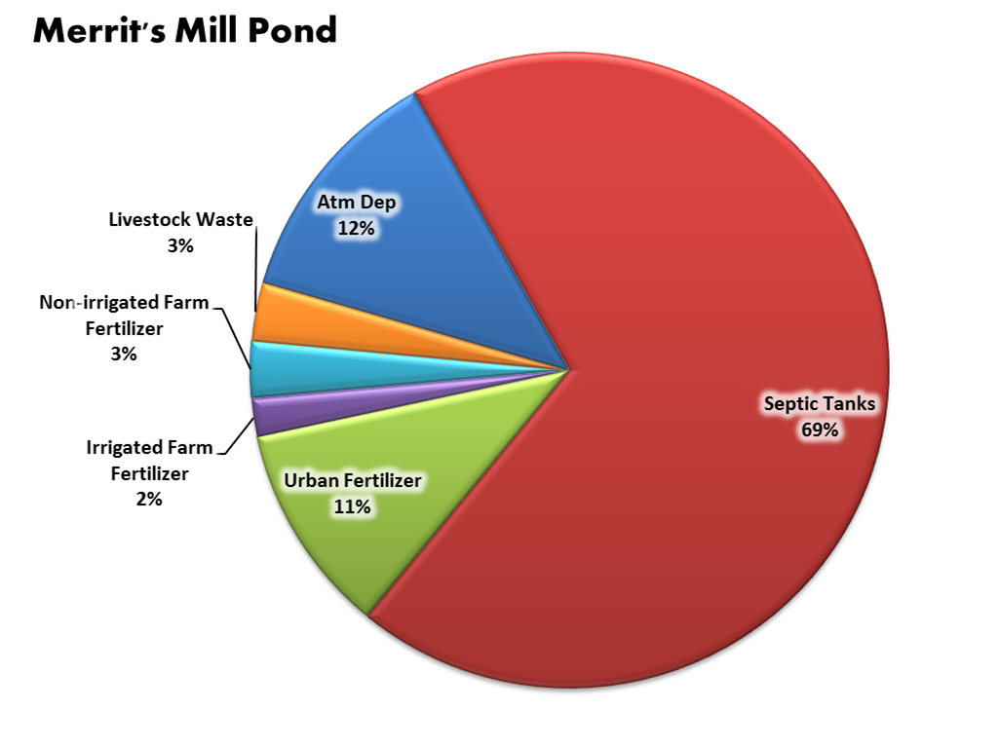 Merrit's Mill Pond
Atm Dep
12%
Livestock Waste
3%
Non-irrigated Farm
Fertilizer
3%
Septic Tanks
69%
Irrigated Farm
Fertilizer
2%
Urban Fertilizer
11%